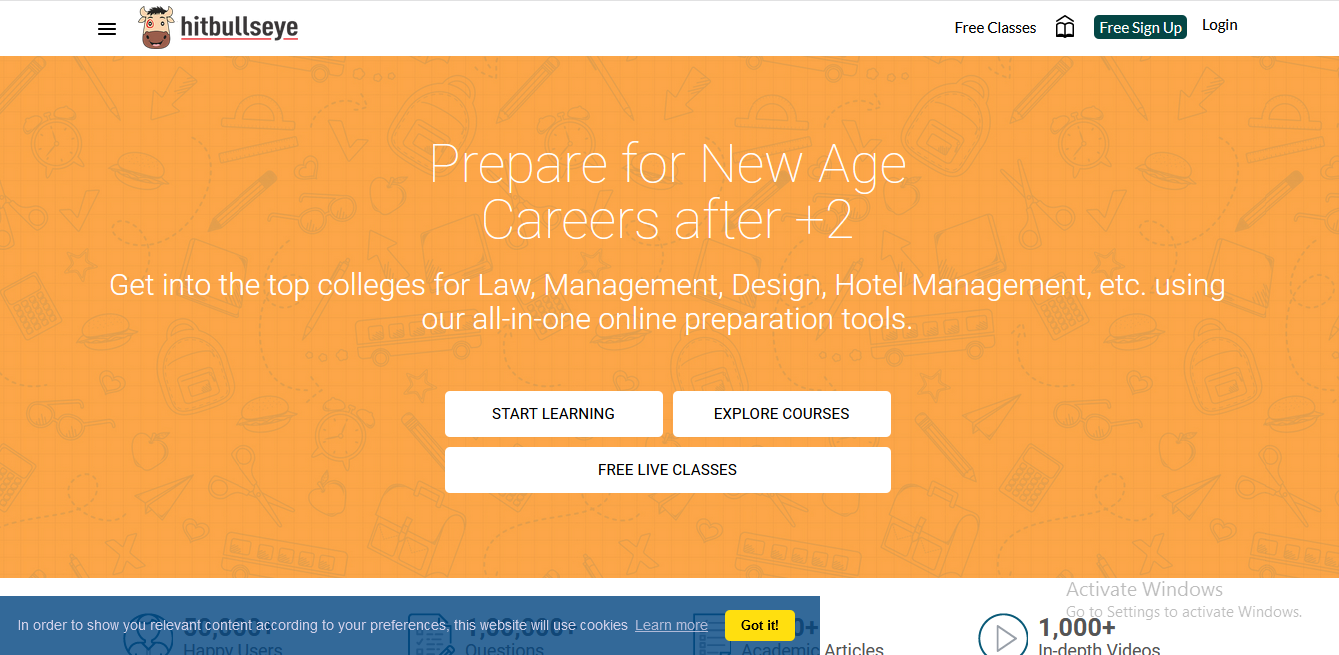 hitbullseye
Free Classes
Free Sign Up
Login
Prepare for New Age
Careers after +2
Get into the top colleges for Law, Management, Design, Hotel Management, etc. using
our all-in-one online preparation tools.
START LEARNING
EXPLORE COURSES
FREE LIVE CLASSES
Activate Windows
Go to Settings to activate Windows.
In order to show you relevant content according to your preferences, this website will use cookies Learn more
Got it!
Happy Users
Questions
Academic Articles
1,000+
In-depth Videos